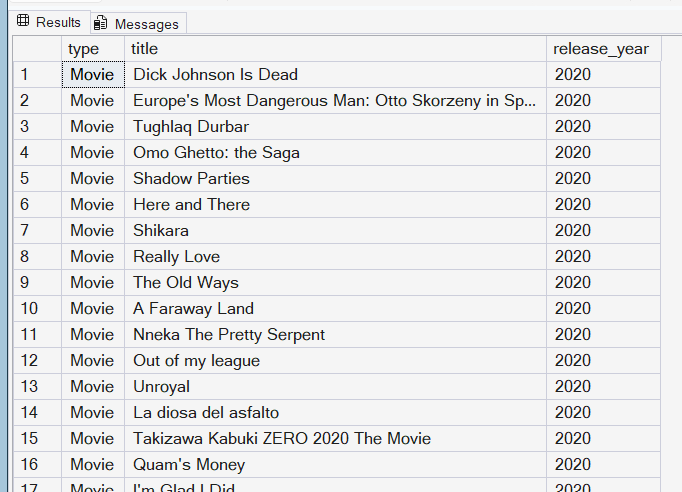 Results Messages
type title release_year
1 Movie Dick Johnson Is Dead 2020
2 Movie Europe's Most Dangerous Man: Otto Skorzeny in Sp... 2020
3 Movie Tughlaq Durbar 2020
4 Movie Omo Ghetto: the Saga 2020
5 Movie Shadow Parties 2020
6 Movie Here and There 2020
7 Movie Shikara 2020
8 Movie Really Love 2020
9 Movie The Old Ways 2020
10 Movie A Faraway Land 2020
11 Movie Nneka The Pretty Serpent 2020
12 Movie Out of my league 2020
13 Movie Unroyal 2020
14 Movie La diosa del asfalto 2020
15 Movie Takizawa Kabuki ZERO 2020 The Movie 2020
16 Movie Quam's Money 2020
17 Movie I'm Glad I Did 2020